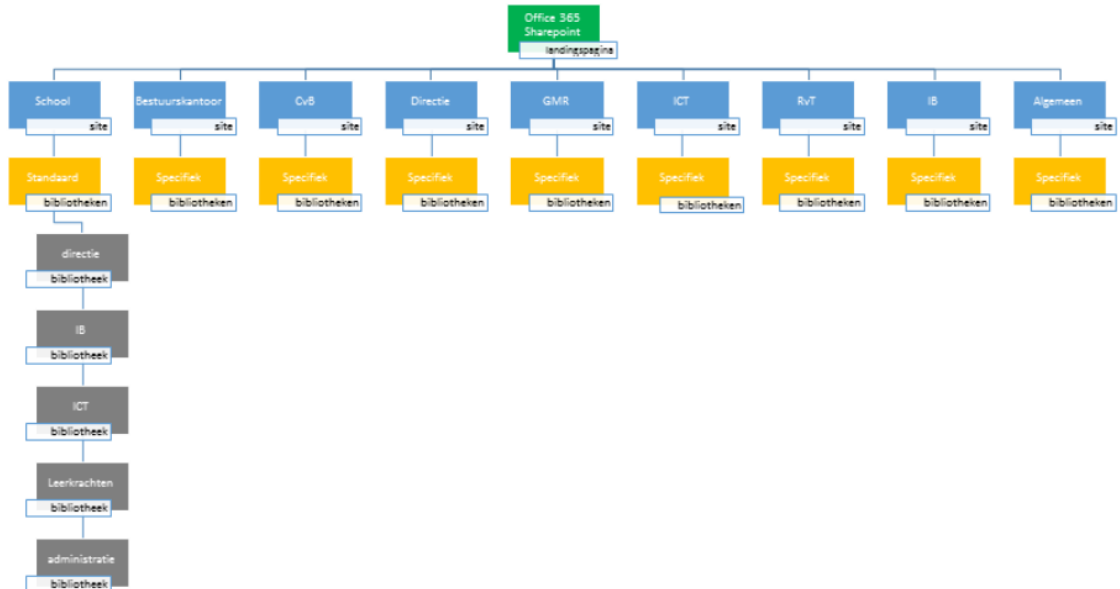 Office 365
Sharepoint
landingspagina
School
site
Bestuurskantoor
site
CvB
site
Directie
site
GMR
site
ICT
site
RvT
site
IB
site
Algemeen
site
Standaard
bibliotheken
Specifiek
bibliotheken
Specifiek
bibliotheken
Specifiek
bibliotheken
Specifiek
bibliotheken
Specifiek
bibliotheken
Specifiek
bibliotheken
Specifiek
bibliotheken
Specifiek
bibliotheken
directie
bibliotheek
IB
bibliotheek
ICT
bibliotheek
Leerkrachten
bibliotheek
administratie
bibliotheek